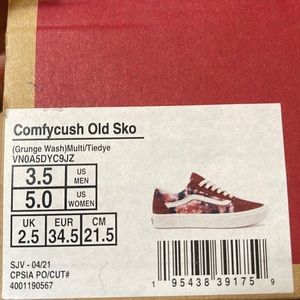 Comfycush Old Sko
(Grunge Wash)Multi/Tiedye
VN0A5DYC9JZ
3.5 US MEN
5.0 US WOMEN
UK EUR CM
2.5 34.5 21.5
SJV - 04/21
CPSIA PO/CUT#
4001190567
1 95438 39175 9